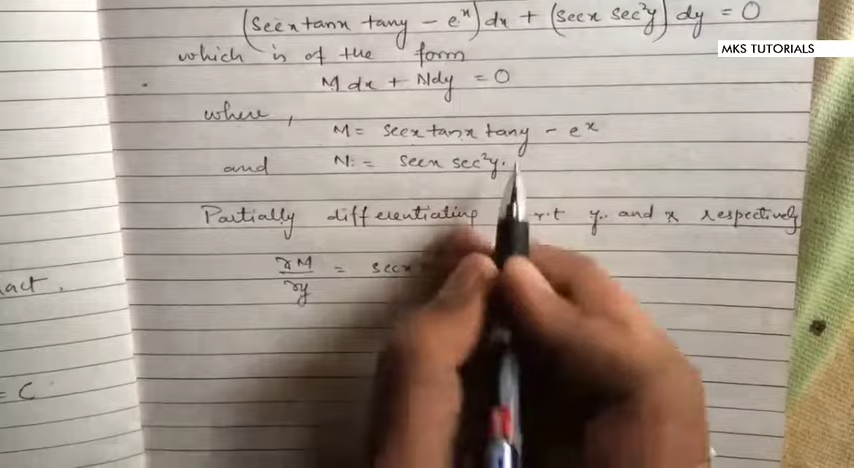 (secx tanx tany - e^x) dx + (secx sec²y) dy = 0
which is of the form
MKS TUTORIALS
M dx + N dy = 0
where,
M = secx tanx tany - e^x
and N = secx sec²y.
Partially differentiating r.t y and x respectively
∂M/∂y = secx
act.
= C